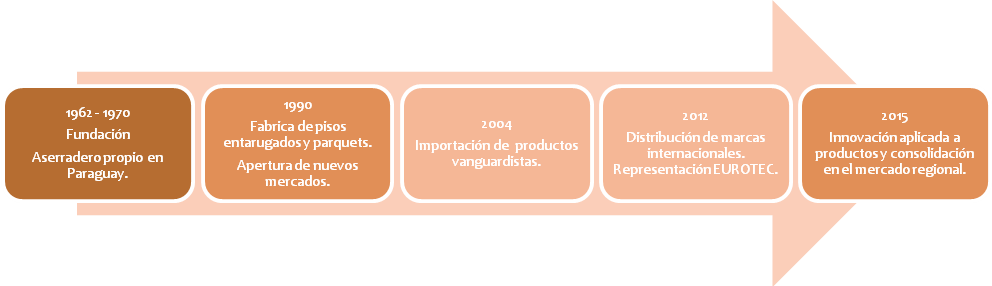 1962 - 1970
Fundación
Aserradero propio en
Paraguay.
1990
Fabrica de pisos
entarugados y parquets.
Apertura de nuevos
mercados.
2004
Importación de productos
vanguardistas.
2012
Distribución de marcas
internacionales.
Representación EUROTEC.
2015
Innovación aplicada a
productos y consolidación
en el mercado regional.